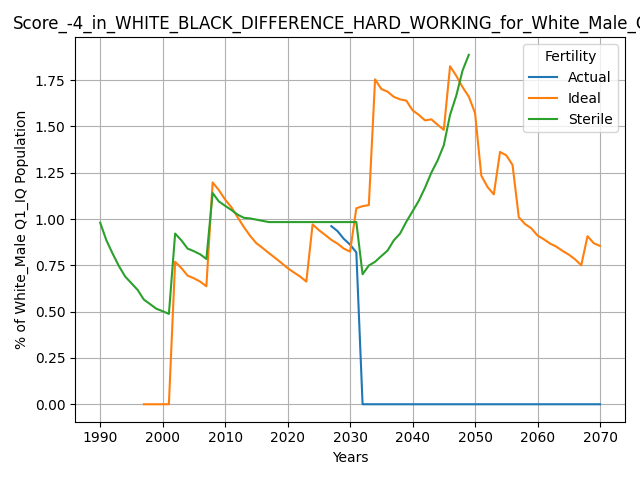 Score_-4_in_WHITE_BLACK_DIFFERENCE_HARD_WORKING_for_White_Male_
% of White_Male Q1_IQ Population
1.75
1.50
1.25
1.00
0.75
0.50
0.25
0.00
Fertility
Actual
Ideal
Sterile
1990 2000 2010 2020 2030 2040 2050 2060 2070
Years